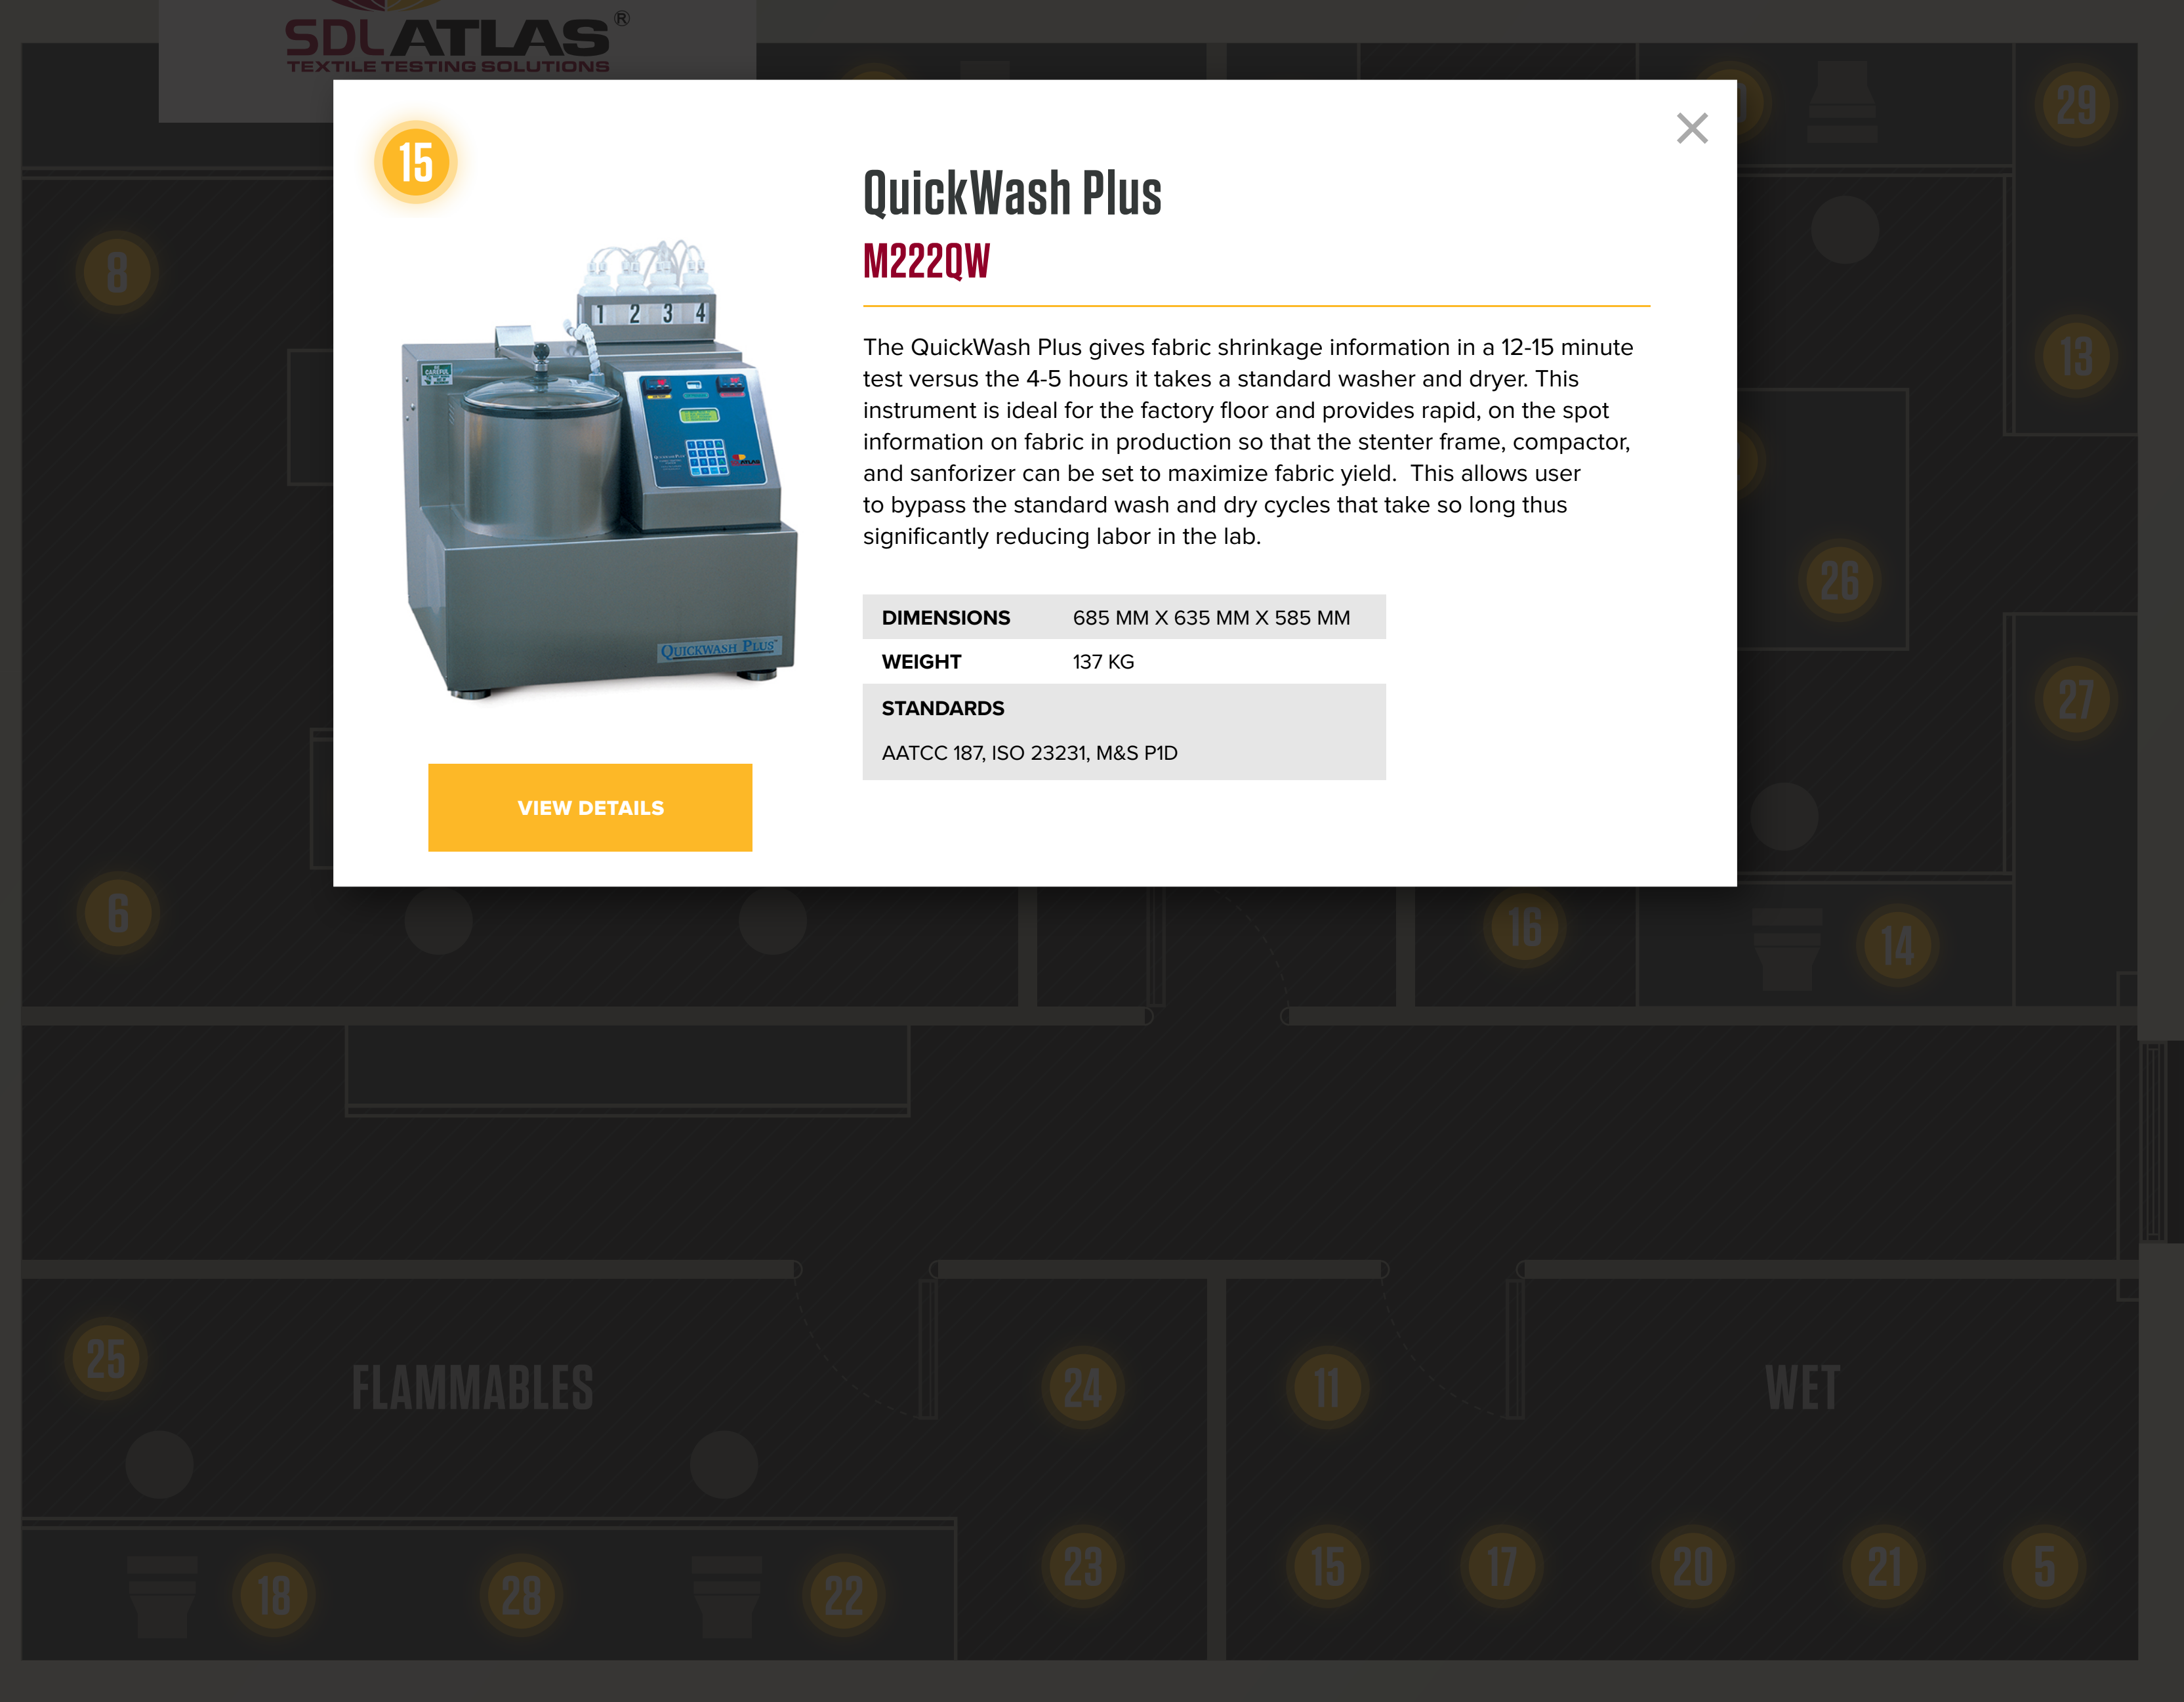 SDLATLAS®
TEXTILE TESTING SOLUTIONS
29
15
QuickWash Plus
M222QW
8
1 2 3 4
BE CAREFUL
The QuickWash Plus gives fabric shrinkage information in a 12-15 minute
test versus the 4-5 hours it takes a standard washer and dryer. This
instrument is ideal for the factory floor and provides rapid, on the spot
information on fabric in production so that the stenter frame, compactor,
and sanforizer can be set to maximize fabric yield.  This allows user
to bypass the standard wash and dry cycles that take so long thus
significantly reducing labor in the lab.
13
ATLAS
QUICKWASH PLUS™
DIMENSIONS 685 MM X 635 MM X 585 MM
WEIGHT 137 KG
STANDARDS
AATCC 187, ISO 23231, M&S P1D
VIEW DETAILS
26
27
6
16
14
25
FLAMMABLES
24
11
WET
18
28
22
23
15
17
20
21
5